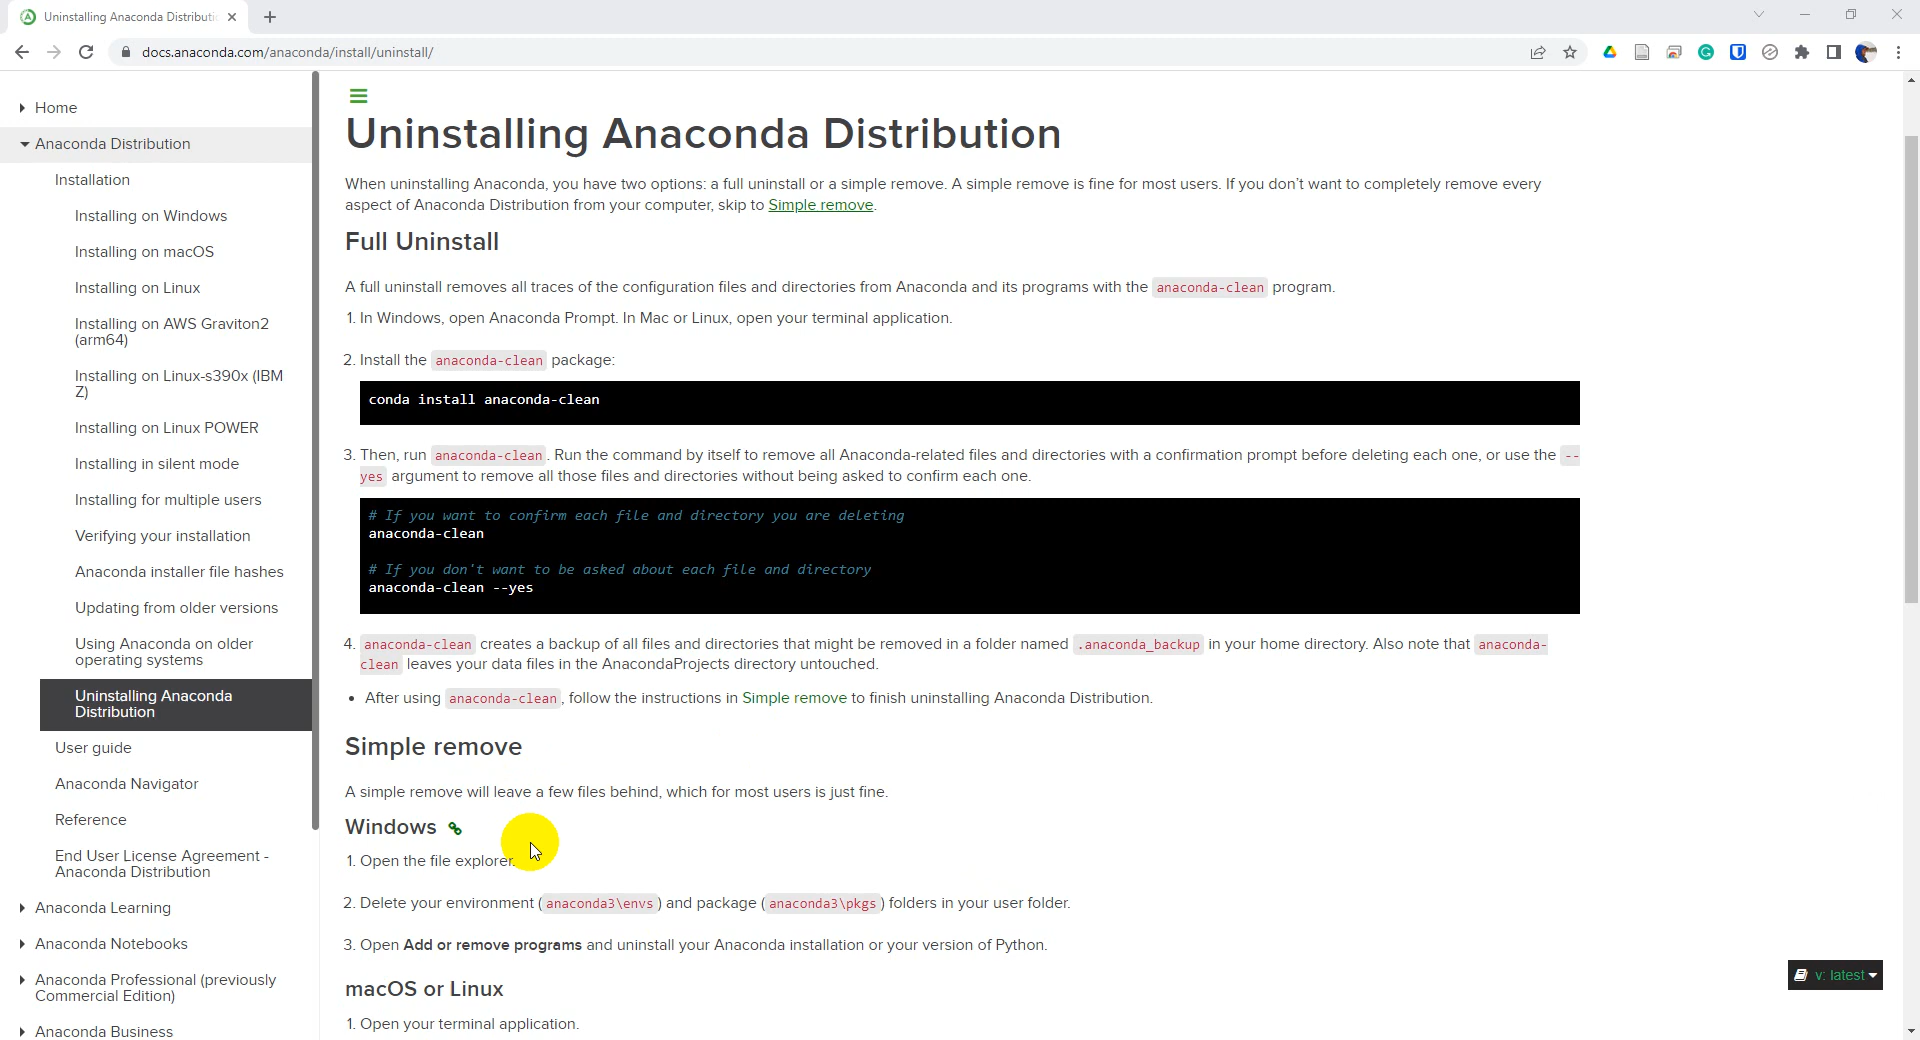 Uninstalling Anaconda Distributi
docs.anaconda.com/anaconda/install/uninstall/
Home
Anaconda Distribution
Installation
Installing on Windows
Installing on macOS
Installing on Linux
Installing on AWS Graviton2
(arm64)
Installing on Linux-s390x (IBM
Z)
Installing on Linux POWER
Installing in silent mode
Installing for multiple users
Verifying your installation
Anaconda installer file hashes
Updating from older versions
Using Anaconda on older
operating systems
Uninstalling Anaconda
Distribution
User guide
Anaconda Navigator
Reference
End User License Agreement -
Anaconda Distribution
Anaconda Learning
Anaconda Notebooks
Anaconda Professional (previously
Commercial Edition)
Anaconda Business
Uninstalling Anaconda Distribution
When uninstalling Anaconda, you have two options: a full uninstall or a simple remove. A simple remove is fine for most users. If you don't want to completely remove every
aspect of Anaconda Distribution from your computer, skip to Simple remove.
Full Uninstall
A full uninstall removes all traces of the configuration files and directories from Anaconda and its programs with the anaconda-clean program.
1. In Windows, open Anaconda Prompt. In Mac or Linux, open your terminal application.
2. Install the anaconda-clean package:
conda install anaconda-clean
3. Then, run anaconda-clean. Run the command by itself to remove all Anaconda-related files and directories with a confirmation prompt before deleting each one, or use the --
yes argument to remove all those files and directories without being asked to confirm each one.
# If you want to confirm each file and directory you are deleting
anaconda-clean
# If you don't want to be asked about each file and directory
anaconda-clean --yes
4. anaconda-clean creates a backup of all files and directories that might be removed in a folder named .anaconda_backup in your home directory. Also note that anaconda-
clean leaves your data files in the AnacondaProjects directory untouched.
• After using anaconda-clean, follow the instructions in Simple remove to finish uninstalling Anaconda Distribution.
Simple remove
A simple remove will leave a few files behind, which for most users is just fine.
Windows
1. Open the file explorer.
2. Delete your environment (anaconda3\envs) and package (anaconda3\pkgs) folders in your user folder.
3. Open Add or remove programs and uninstall your Anaconda installation or your version of Python.
macOS or Linux
1. Open your terminal application.
v: latest